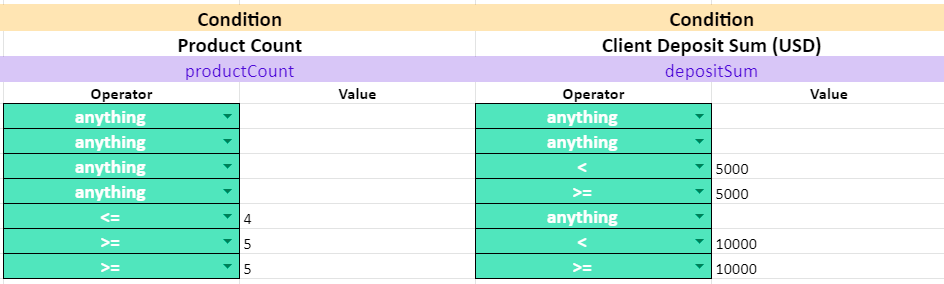 Condition Condition
Product Count Client Deposit Sum (USD)
productCount depositSum
Operator Value Operator Value
anything anything
anything anything
anything < 5000
anything >= 5000
<= 4 anything
>= 5 < 10000
>= 5 >= 10000